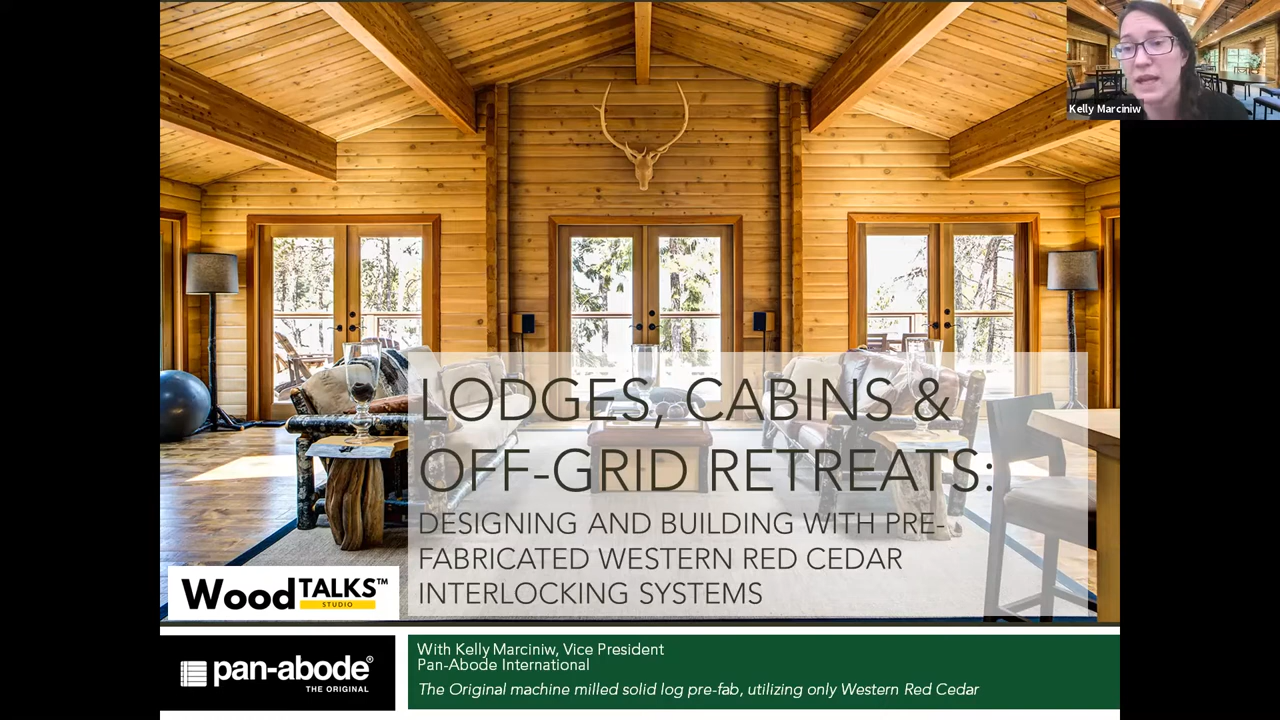 Kelly Marciniw
LODGES, CABINS &
OFF-GRID RETREATS:
DESIGNING AND BUILDING WITH PRE-
FABRICATED WESTERN RED CEDAR
INTERLOCKING SYSTEMS
WoodTALKS™
STUDIO
pan-abode®
THE ORIGINAL
With Kelly Marciniw, Vice President
Pan-Abode International
The Original machine milled solid log pre-fab, utilizing only Western Red Cedar